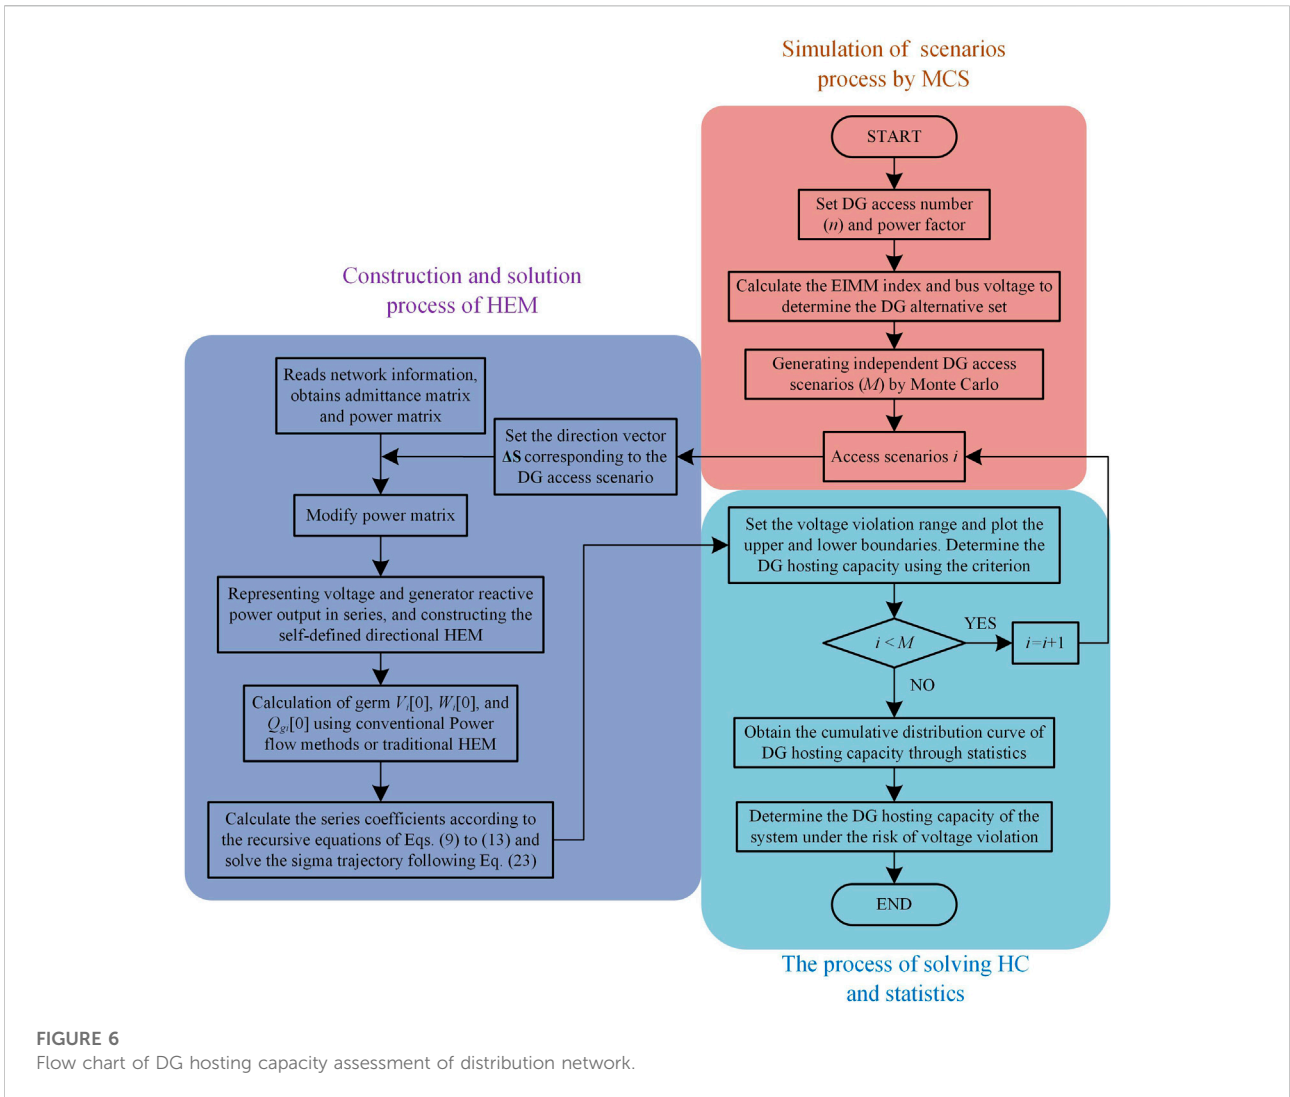 Simulation of scenarios
process by MCS
START
Set DG access number
(n) and power factor
Calculate the EIMM index and bus voltage to
determine the DG alternative set
Generating independent DG access
scenarios (M) by Monte Carlo
Access scenarios i
Construction and solution
process of HEM
Reads network information,
obtains admittance matrix
and power matrix
Set the direction vector
ΔS corresponding to the
DG access scenario
Modify power matrix
Representing voltage and generator reactive
power output in series, and constructing the
self-defined directional HEM
Calculation of germ Vi[0], Wi[0], and
Qgi[0] using conventional Power
flow methods or traditional HEM
Calculate the series coefficients according to
the recursive equations of Eqs. (9) to (13) and
solve the sigma trajectory following Eq. (23)
Set the voltage violation range and plot the
upper and lower boundaries. Determine the
DG hosting capacity using the criterion
i < M
YES
i=i+1
NO
Obtain the cumulative distribution curve of
DG hosting capacity through statistics
Determine the DG hosting capacity of the
system under the risk of voltage violation
END
The process of solving HC
and statistics
FIGURE 6
Flow chart of DG hosting capacity assessment of distribution network.